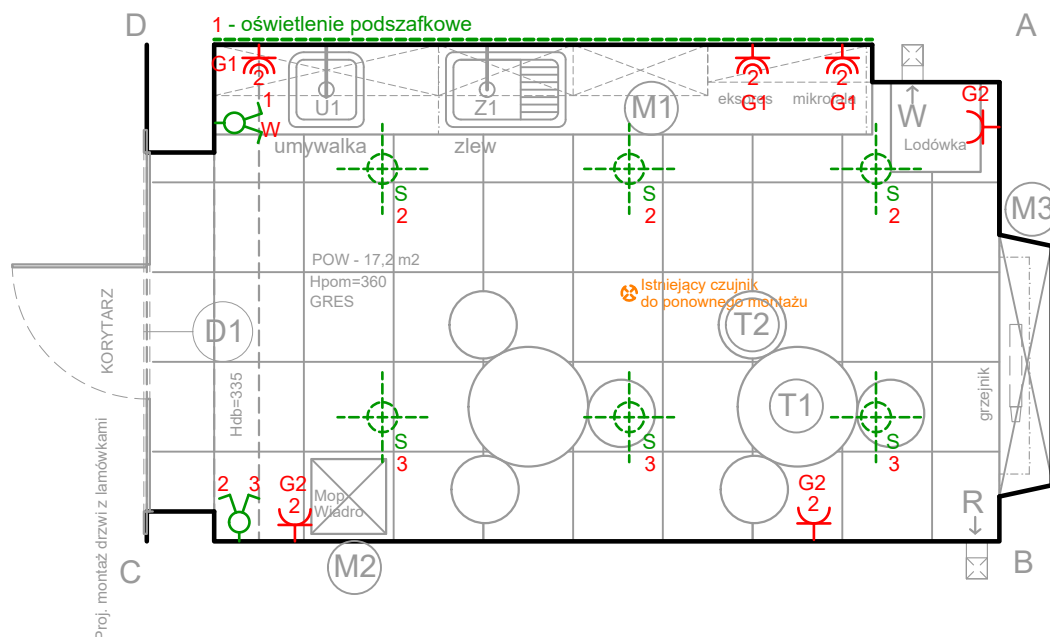 D
1 - oświetlenie podszafkowe
A
G1
2
U1
Z1
M1
2
2
ekspres
mikrofala
G1
G1
W
G2
Lodówka
1
W
umywalka
zlew
S
2
S
2
S
2
M3
POW - 17,2 m2
Hpom=360
GRES
Istniejący czujnik
do ponownego montażu
KORYTARZ
D1
T2
Hdb=335
T1
grzejnik
S
3
S
3
S
3
Proj. montaż drzwi z lamówkami
2
3
G2
2
Mop
Wiadro
G2
2
R
C
M2
B